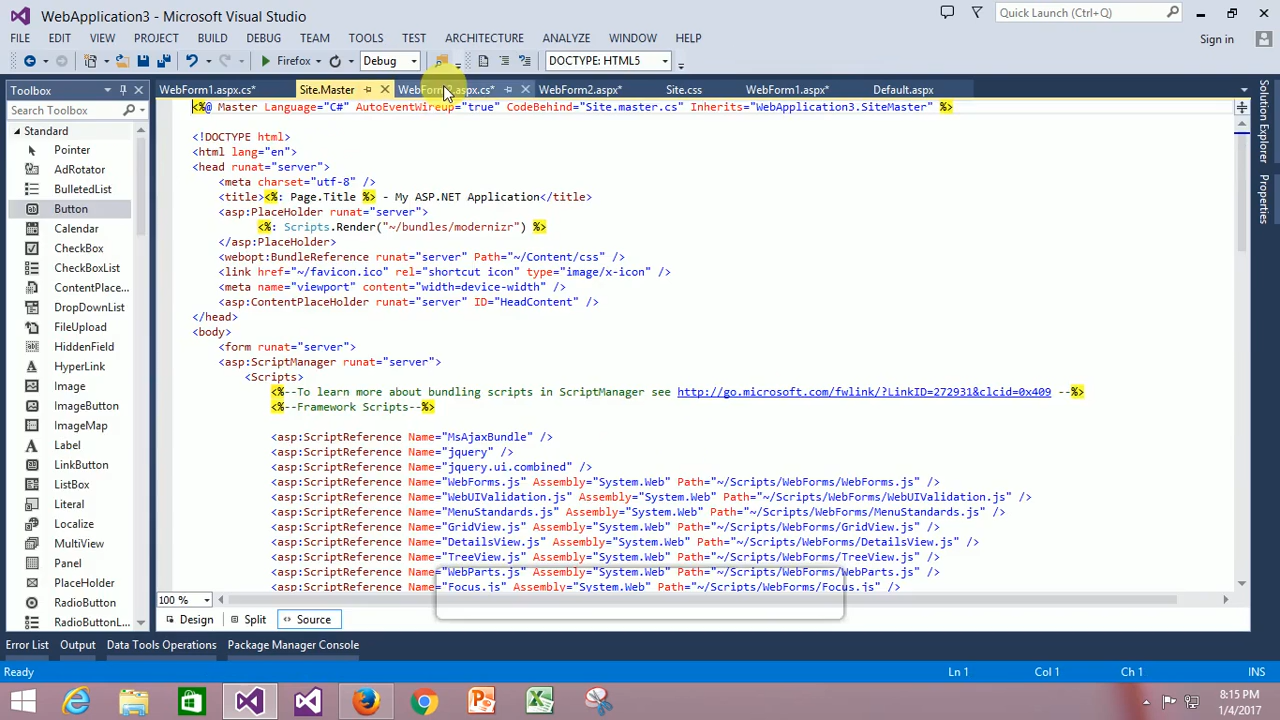 WebApplication3 - Microsoft Visual Studio
Quick Launch (Ctrl+Q)
FILE EDIT VIEW PROJECT BUILD DEBUG TEAM TOOLS TEST ARCHITECTURE ANALYZE WINDOW HELP
Sign in
Firefox Debug DOCTYPE: HTML5
Toolbox
WebForm1.aspx.cs* Site.Master WebForm2.aspx.cs* WebForm2.aspx* Site.css WebForm1.aspx* Default.aspx
Search Toolbox
Standard
Pointer
AdRotator
BulletedList
Button
Calendar
CheckBox
CheckBoxList
ContentPlace...
DropDownList
FileUpload
HiddenField
HyperLink
Image
ImageButton
ImageMap
Label
LinkButton
ListBox
Literal
Localize
MultiView
Panel
PlaceHolder
RadioButton
RadioButtonL...
<%@ Master Language="C#" AutoEventWireup="true" CodeBehind="Site.master.cs" Inherits="WebApplication3.SiteMaster" %>
<!DOCTYPE html>
<html lang="en">
<head runat="server">
<meta charset="utf-8" />
<title><%: Page.Title %> - My ASP.NET Application</title>
<asp:PlaceHolder runat="server">
<%: Scripts.Render("~/bundles/modernizr") %>
</asp:PlaceHolder>
<webopt:BundleReference runat="server" Path="~/Content/css" />
<link href="~/favicon.ico" rel="shortcut icon" type="image/x-icon" />
<meta name="viewport" content="width=device-width" />
<asp:ContentPlaceHolder runat="server" ID="HeadContent" />
</head>
<body>
<form runat="server">
<asp:ScriptManager runat="server">
<Scripts>
<%--To learn more about bundling scripts in ScriptManager see http://go.microsoft.com/fwlink/?LinkID=272931&clcid=0x409 --%>
<%--Framework Scripts--%>
<asp:ScriptReference Name="MsAjaxBundle" />
<asp:ScriptReference Name="jquery" />
<asp:ScriptReference Name="jquery.ui.combined" />
<asp:ScriptReference Name="WebForms.js" Assembly="System.Web" Path="~/Scripts/WebForms/WebForms.js" />
<asp:ScriptReference Name="WebUIValidation.js" Assembly="System.Web" Path="~/Scripts/WebForms/WebUIValidation.js" />
<asp:ScriptReference Name="MenuStandards.js" Assembly="System.Web" Path="~/Scripts/WebForms/MenuStandards.js" />
<asp:ScriptReference Name="GridView.js" Assembly="System.Web" Path="~/Scripts/WebForms/GridView.js" />
<asp:ScriptReference Name="DetailsView.js" Assembly="System.Web" Path="~/Scripts/WebForms/DetailsView.js" />
<asp:ScriptReference Name="TreeView.js" Assembly="System.Web" Path="~/Scripts/WebForms/TreeView.js" />
<asp:ScriptReference Name="WebParts.js" Assembly="System.Web" Path="~/Scripts/WebForms/WebParts.js" />
<asp:ScriptReference Name="Focus.js" Assembly="System.Web" Path="~/Scripts/WebForms/Focus.js" />
Solution Explorer
Properties
100 %
Design Split Source
Error List Output Data Tools Operations Package Manager Console
Ready Ln 1 Col 1 Ch 1 INS
8:15 PM
1/4/2017